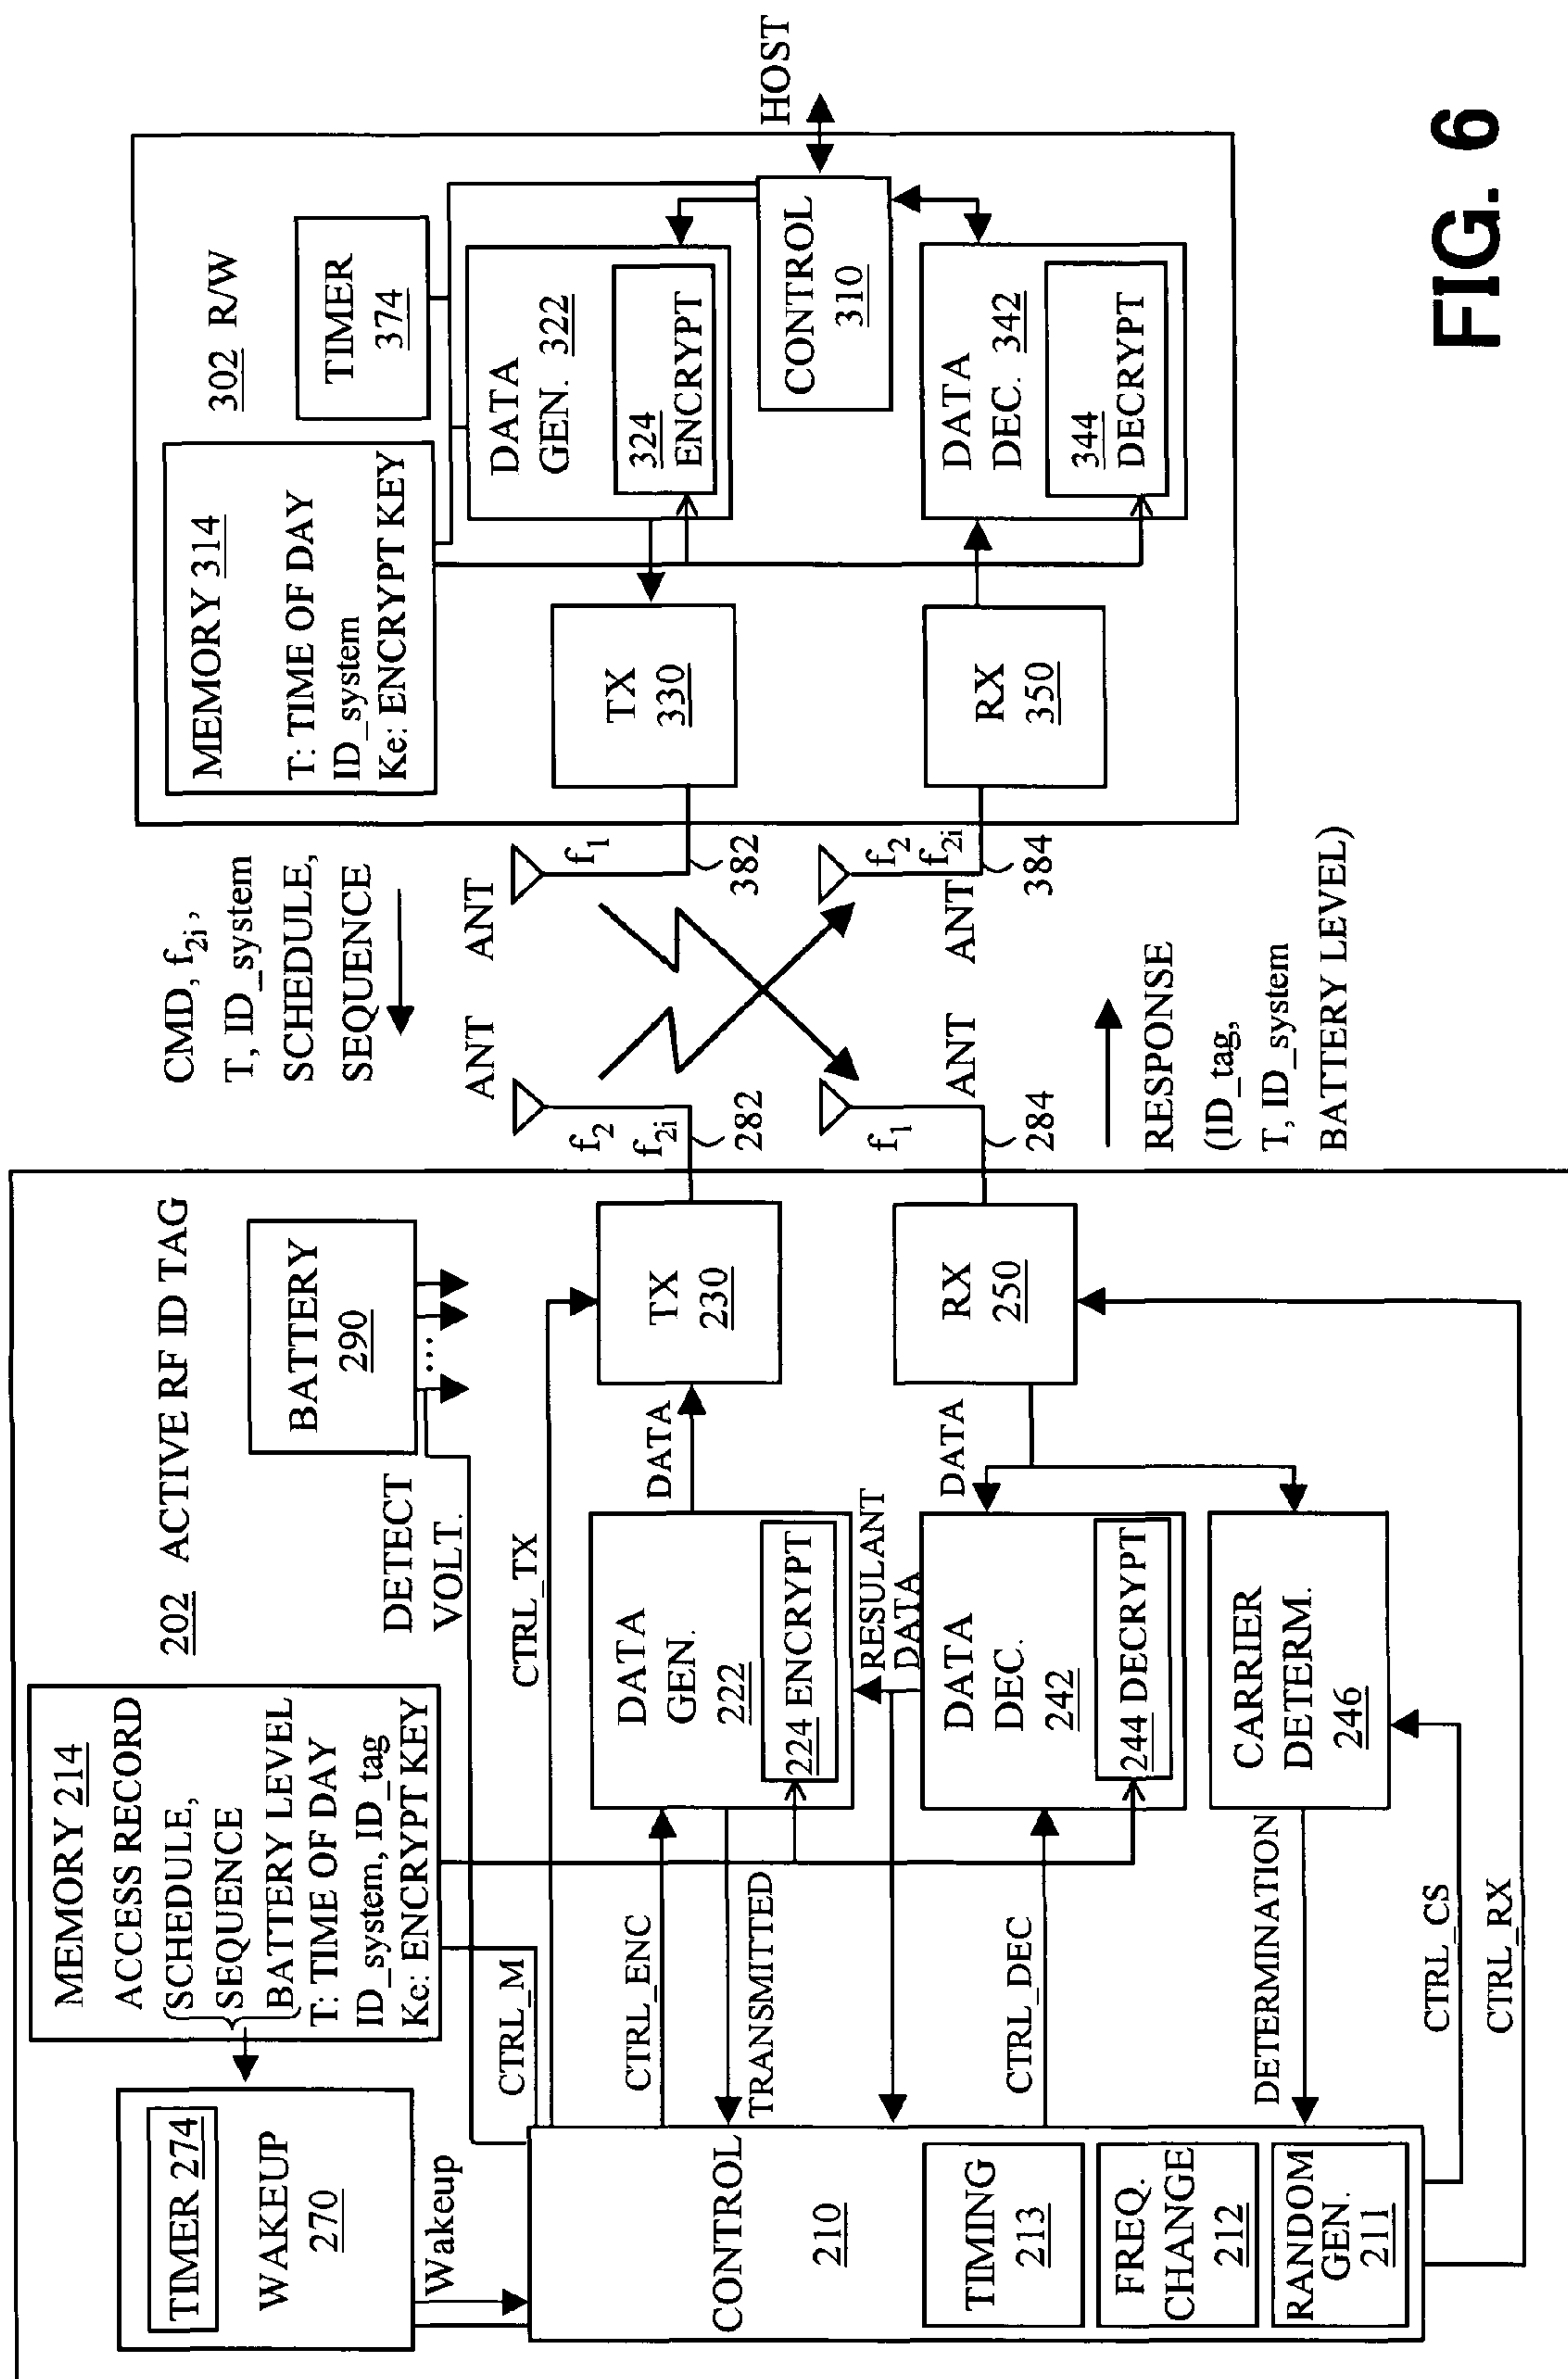 202 ACTIVE RF ID TAG
TIMER 274
WAKEUP
270
Wakeup
MEMORY 214
ACCESS RECORD
SCHEDULE,
SEQUENCE
BATTERY LEVEL
T: TIME OF DAY
ID_system, ID_tag
Ke: ENCRYPT KEY
BATTERY
290
...
DETECT
VOLT.
CTRL_M
CTRL_TX
CONTROL
210
TIMING
213
FREQ.
CHANGE
212
RANDOM
GEN.
211
CTRL_ENC
TRANSMITTED
CTRL_DEC
DETERMINATION
CTRL_CS
CTRL_RX
DATA
GEN.
222
224 ENCRYPT
RESULANT
DATA
DATA
DEC.
242
244 DECRYPT
CARRIER
DETERM.
246
DATA
DATA
TX
230
RX
250
f2
f2i
282
ANT
f1
284
ANT
CMD, f2i,
T, ID_system
SCHEDULE,
SEQUENCE
RESPONSE
(ID_tag,
T, ID_system
BATTERY LEVEL)
ANT
f1
382
ANT
f2
f2i
384
302 R/W
MEMORY 314
T: TIME OF DAY
ID_system
Ke: ENCRYPT KEY
TIMER
374
TX
330
RX
350
DATA
GEN. 322
324
ENCRYPT
CONTROL
310
DATA
DEC. 342
344
DECRYPT
HOST
FIG. 6